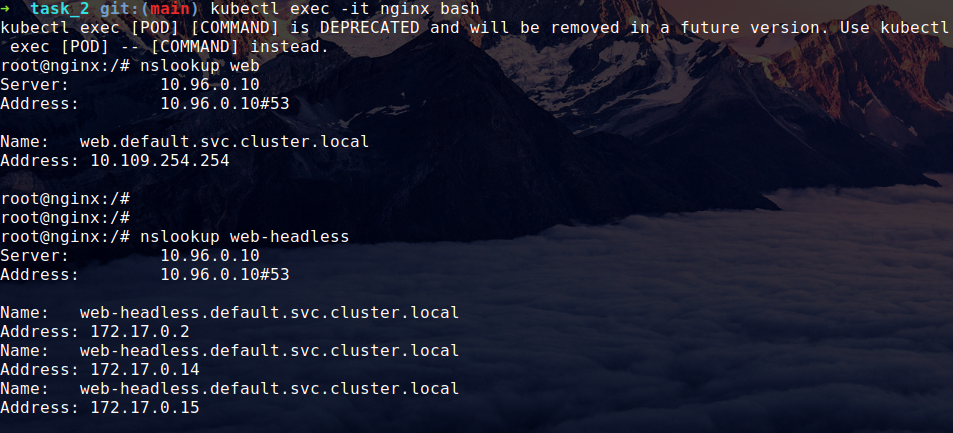 → task_2 git:(main) kubectl exec -it nginx bash
kubectl exec [POD] [COMMAND] is DEPRECATED and will be removed in a future version. Use kubectl
 exec [POD] -- [COMMAND] instead.
root@nginx:/# nslookup web
Server:         10.96.0.10
Address:        10.96.0.10#53

Name:   web.default.svc.cluster.local
Address: 10.109.254.254

root@nginx:/#
root@nginx:/#
root@nginx:/# nslookup web-headless
Server:         10.96.0.10
Address:        10.96.0.10#53

Name:   web-headless.default.svc.cluster.local
Address: 172.17.0.2
Name:   web-headless.default.svc.cluster.local
Address: 172.17.0.14
Name:   web-headless.default.svc.cluster.local
Address: 172.17.0.15